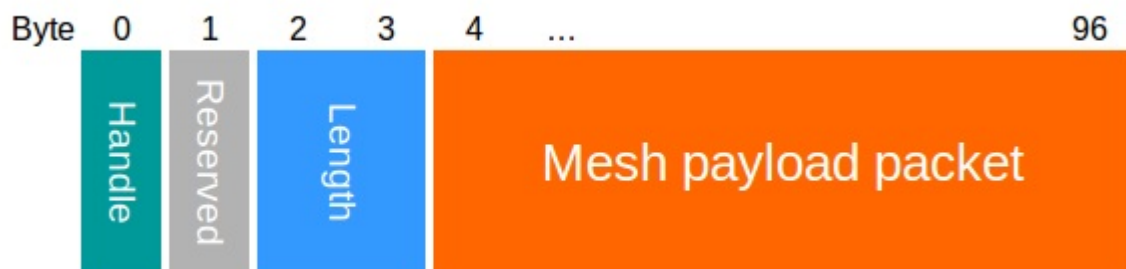 Byte 0 1 2 3 4 ... 96
Handle
Reserved
Length
Mesh payload packet